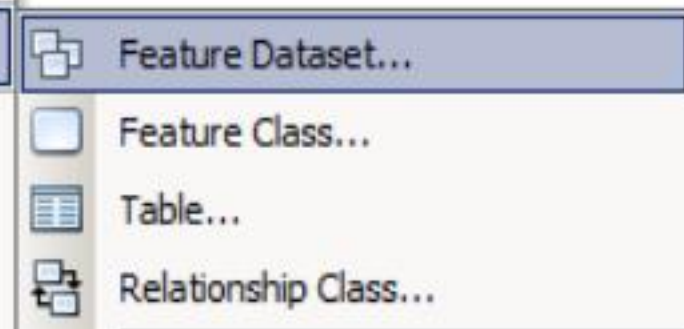 Feature Dataset...
Feature Class...
Table...
Relationship Class...